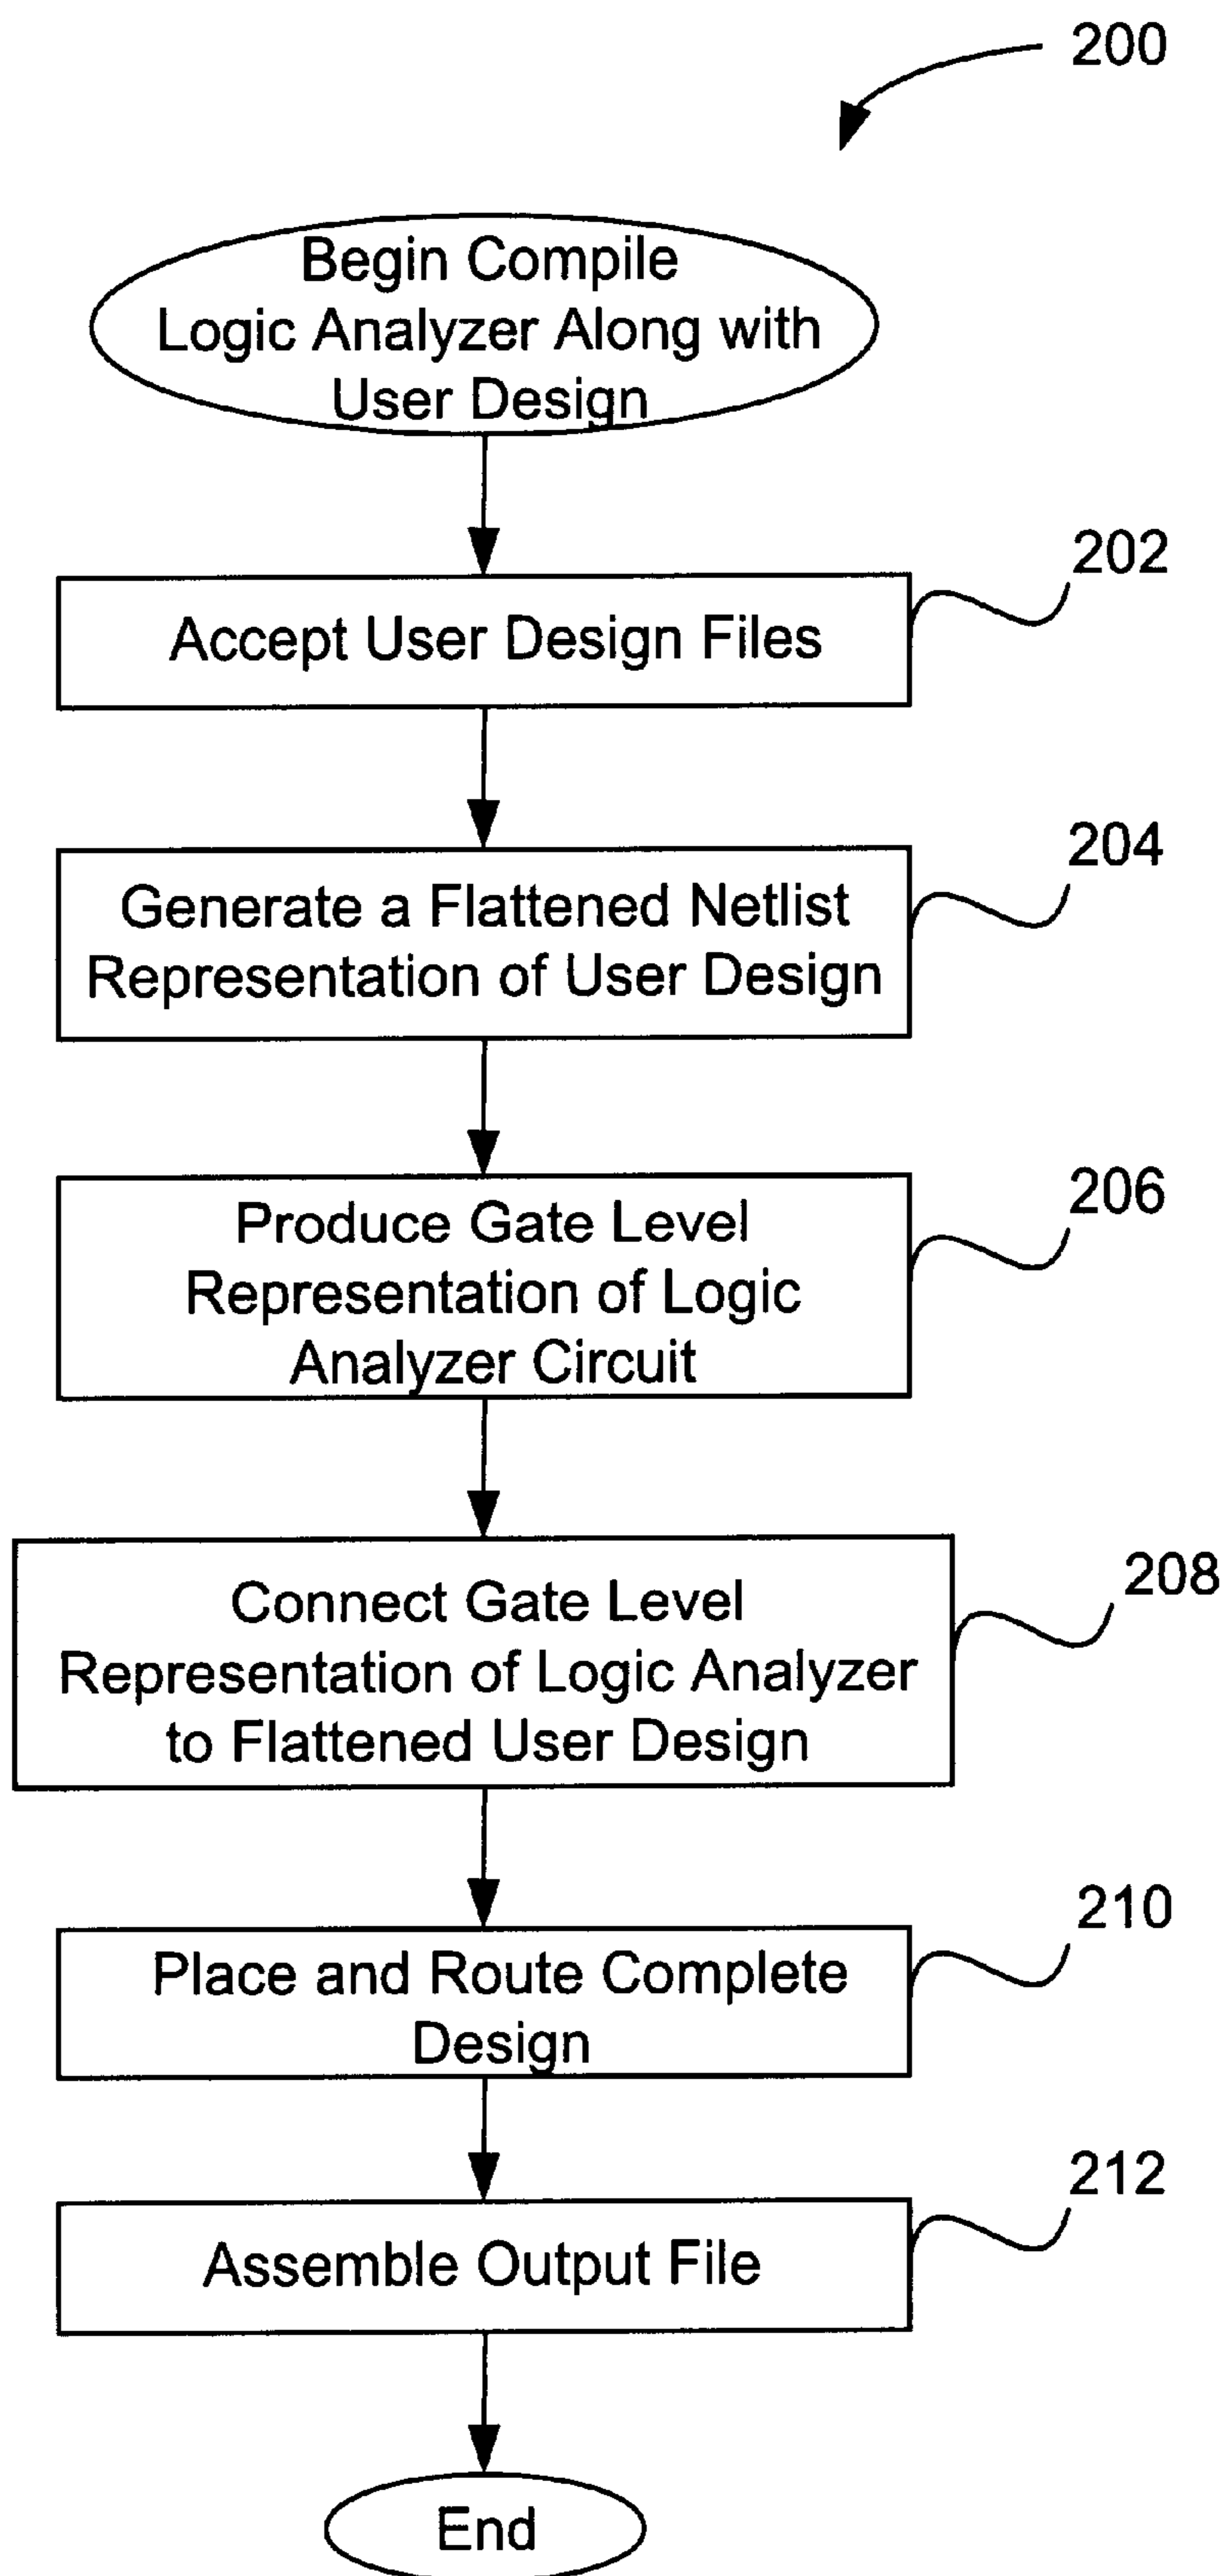 200
Begin Compile
Logic Analyzer Along with
User Design
202
Accept User Design Files
204
Generate a Flattened Netlist
Representation of User Design
206
Produce Gate Level
Representation of Logic
Analyzer Circuit
208
Connect Gate Level
Representation of Logic Analyzer
to Flattened User Design
210
Place and Route Complete
Design
212
Assemble Output File
End